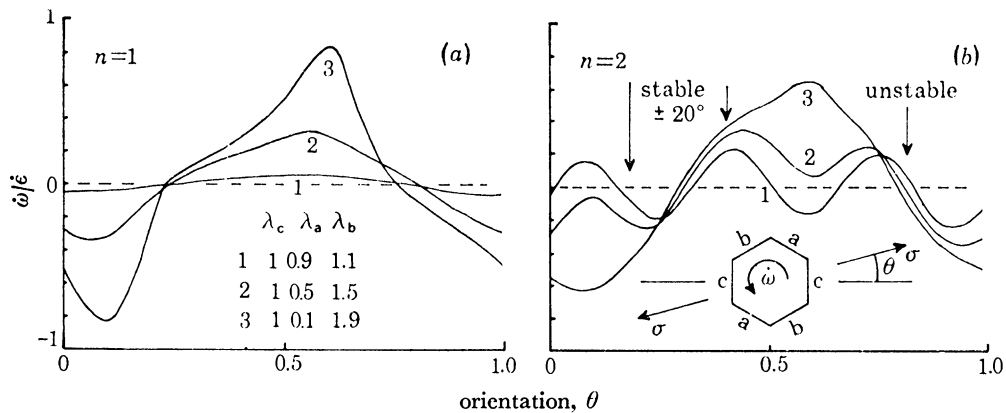 1
n=1
(a)
3
2
1
0
ω̇/ε̇
λc λa λb
1 1 0.9 1.1
2 1 0.5 1.5
3 1 0.1 1.9
-1
0
0.5
1.0
n=2
(b)
stable
± 20°
unstable
3
2
1
b a
c c
a b
ω̇
θ
σ
σ
0
0.5
1.0
orientation, θ